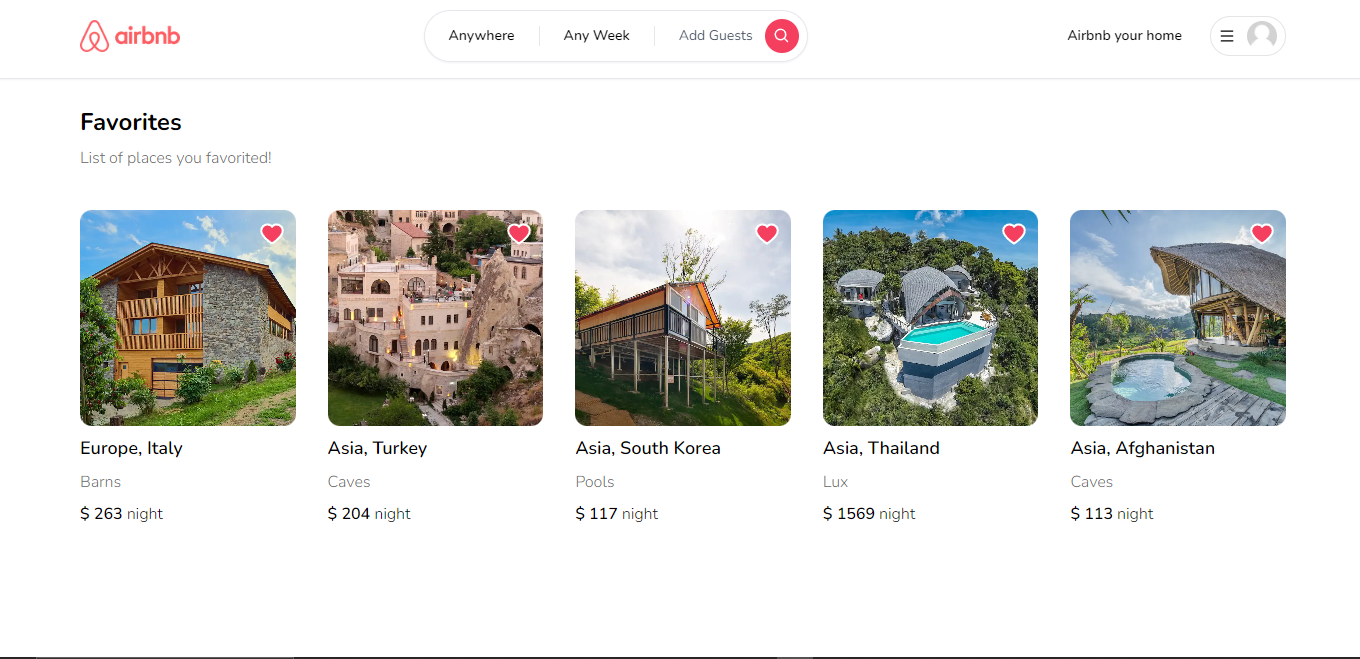 airbnb
Anywhere
Any Week
Add Guests
Airbnb your home
Favorites
List of places you favorited!
Europe, Italy
Barns
$ 263 night
Asia, Turkey
Caves
$ 204 night
Asia, South Korea
Pools
$ 117 night
Asia, Thailand
Lux
$ 1569 night
Asia, Afghanistan
Caves
$ 113 night